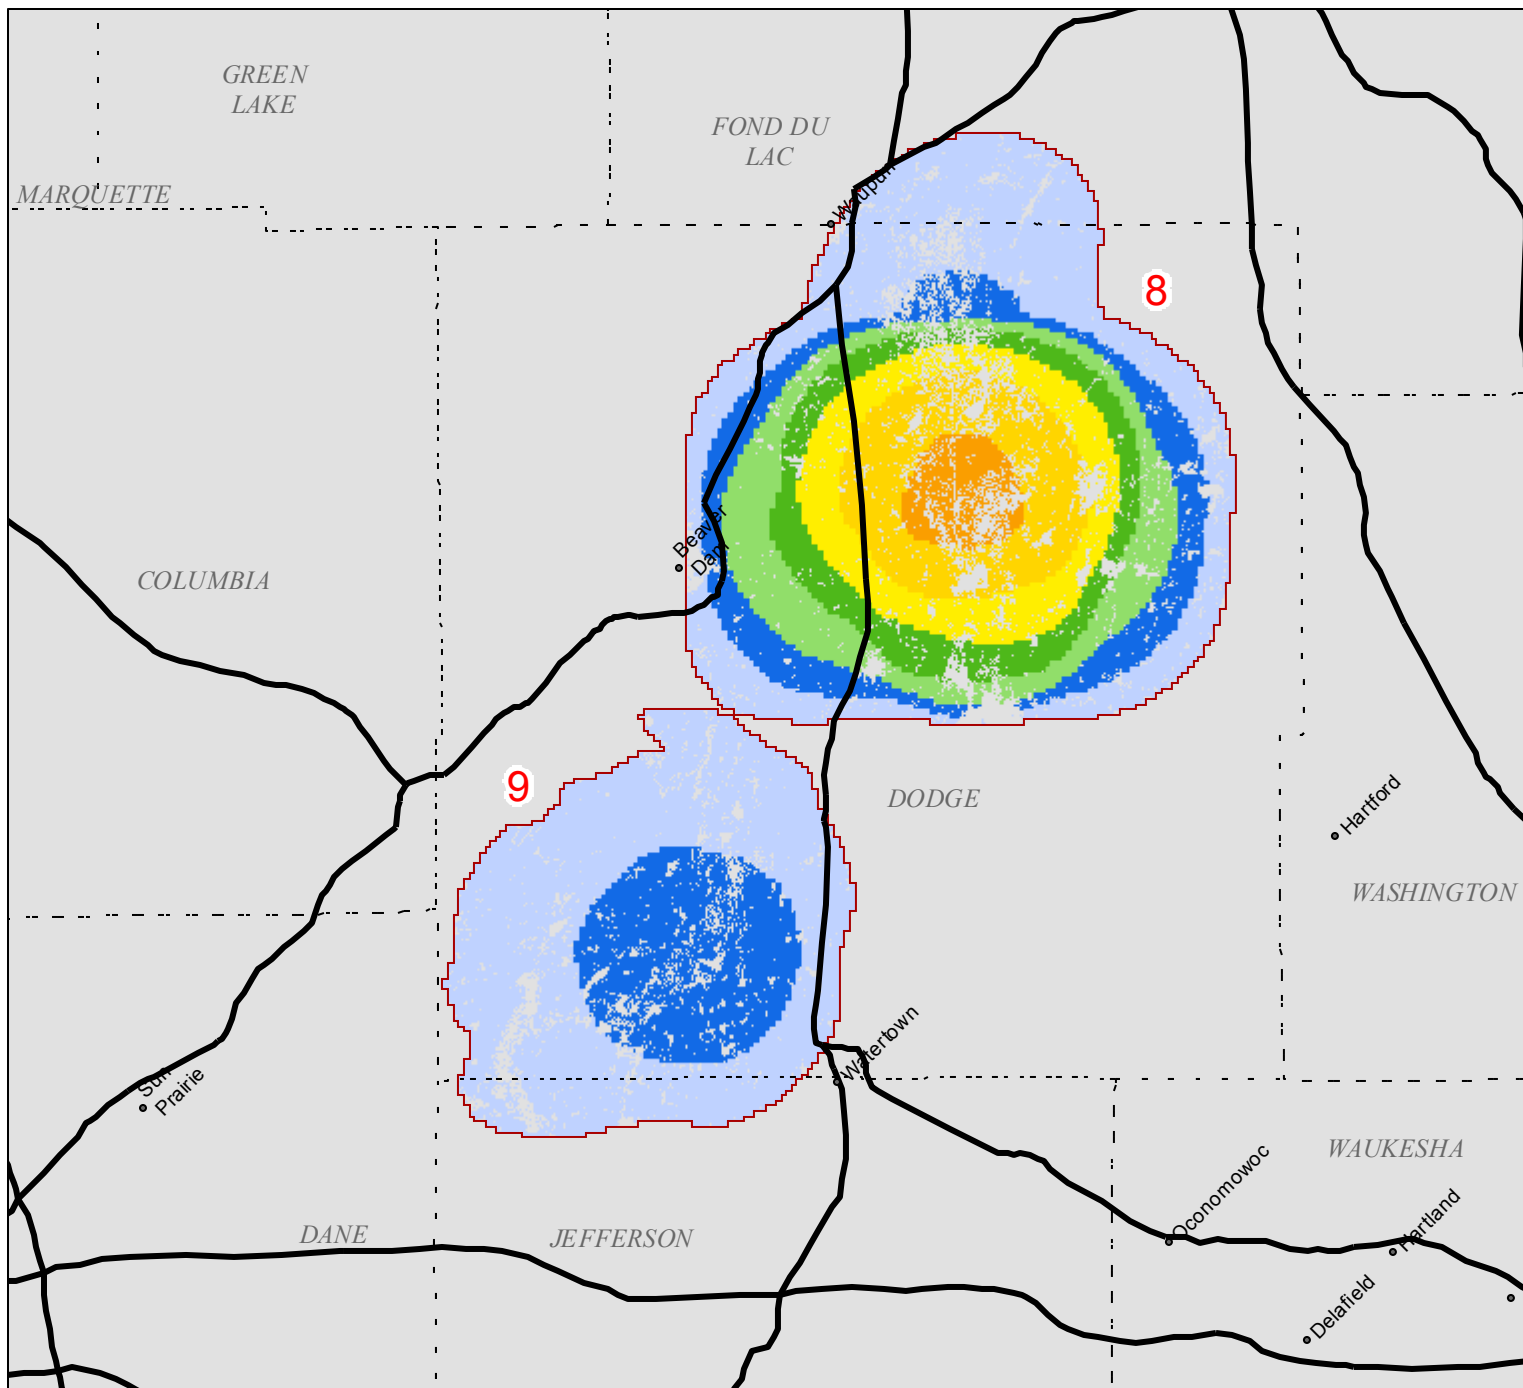 GREEN
LAKE
FOND DU
LAC
MARQUETTE
Waupun
8
Beaver
Dam
COLUMBIA
9
DODGE
Hartford
WASHINGTON
Watertown
Sun
Prairie
WAUKESHA
Oconomowoc
DANE
JEFFERSON
Hartland
Delafield